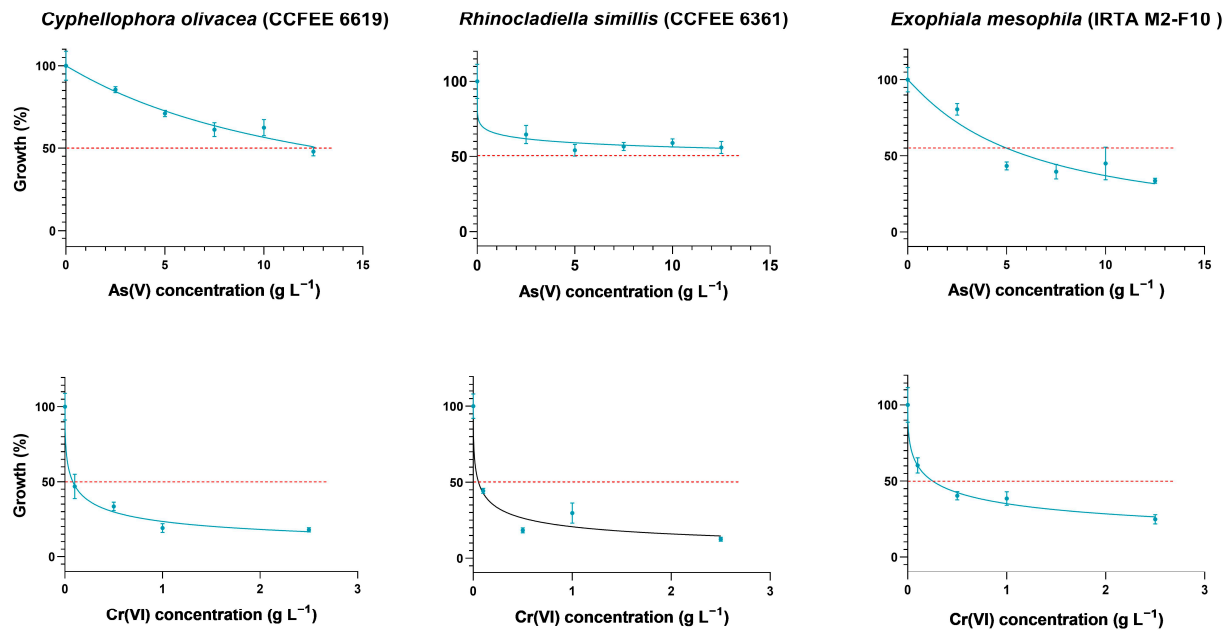 Cyphellophora olivacea (CCFEE 6619)
Rhinocladiella simillis (CCFEE 6361)
Exophiala mesophila (IRTA M2-F10 )
Growth (%)
100
50
0
0 5 10 15
As(V) concentration (g L⁻¹)
100
50
0
0 5 10 15
As(V) concentration (g L⁻¹)
100
50
0
0 5 10 15
As(V) concentration (g L⁻¹ )
Growth (%)
100
50
0
0 1 2 3
Cr(VI) concentration (g L⁻¹)
100
50
0
0 1 2 3
Cr(VI) concentration (g L⁻¹)
100
50
0
0 1 2 3
Cr(VI) concentration (g L⁻¹)